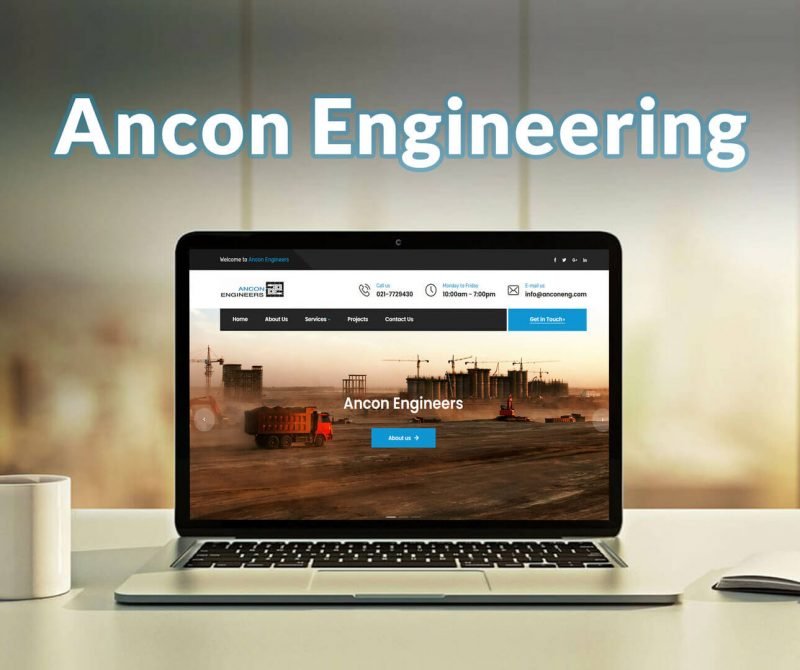 Ancon Engineering
Welcome to Ancon Engineers
ANCON
ENGINEERS
Call us
021-7729430
Monday to Friday
10:00am - 7:00pm
E-mail us
info@anconeng.com
Home About Us Services Projects Contact Us Get in Touch
Ancon Engineers
About us